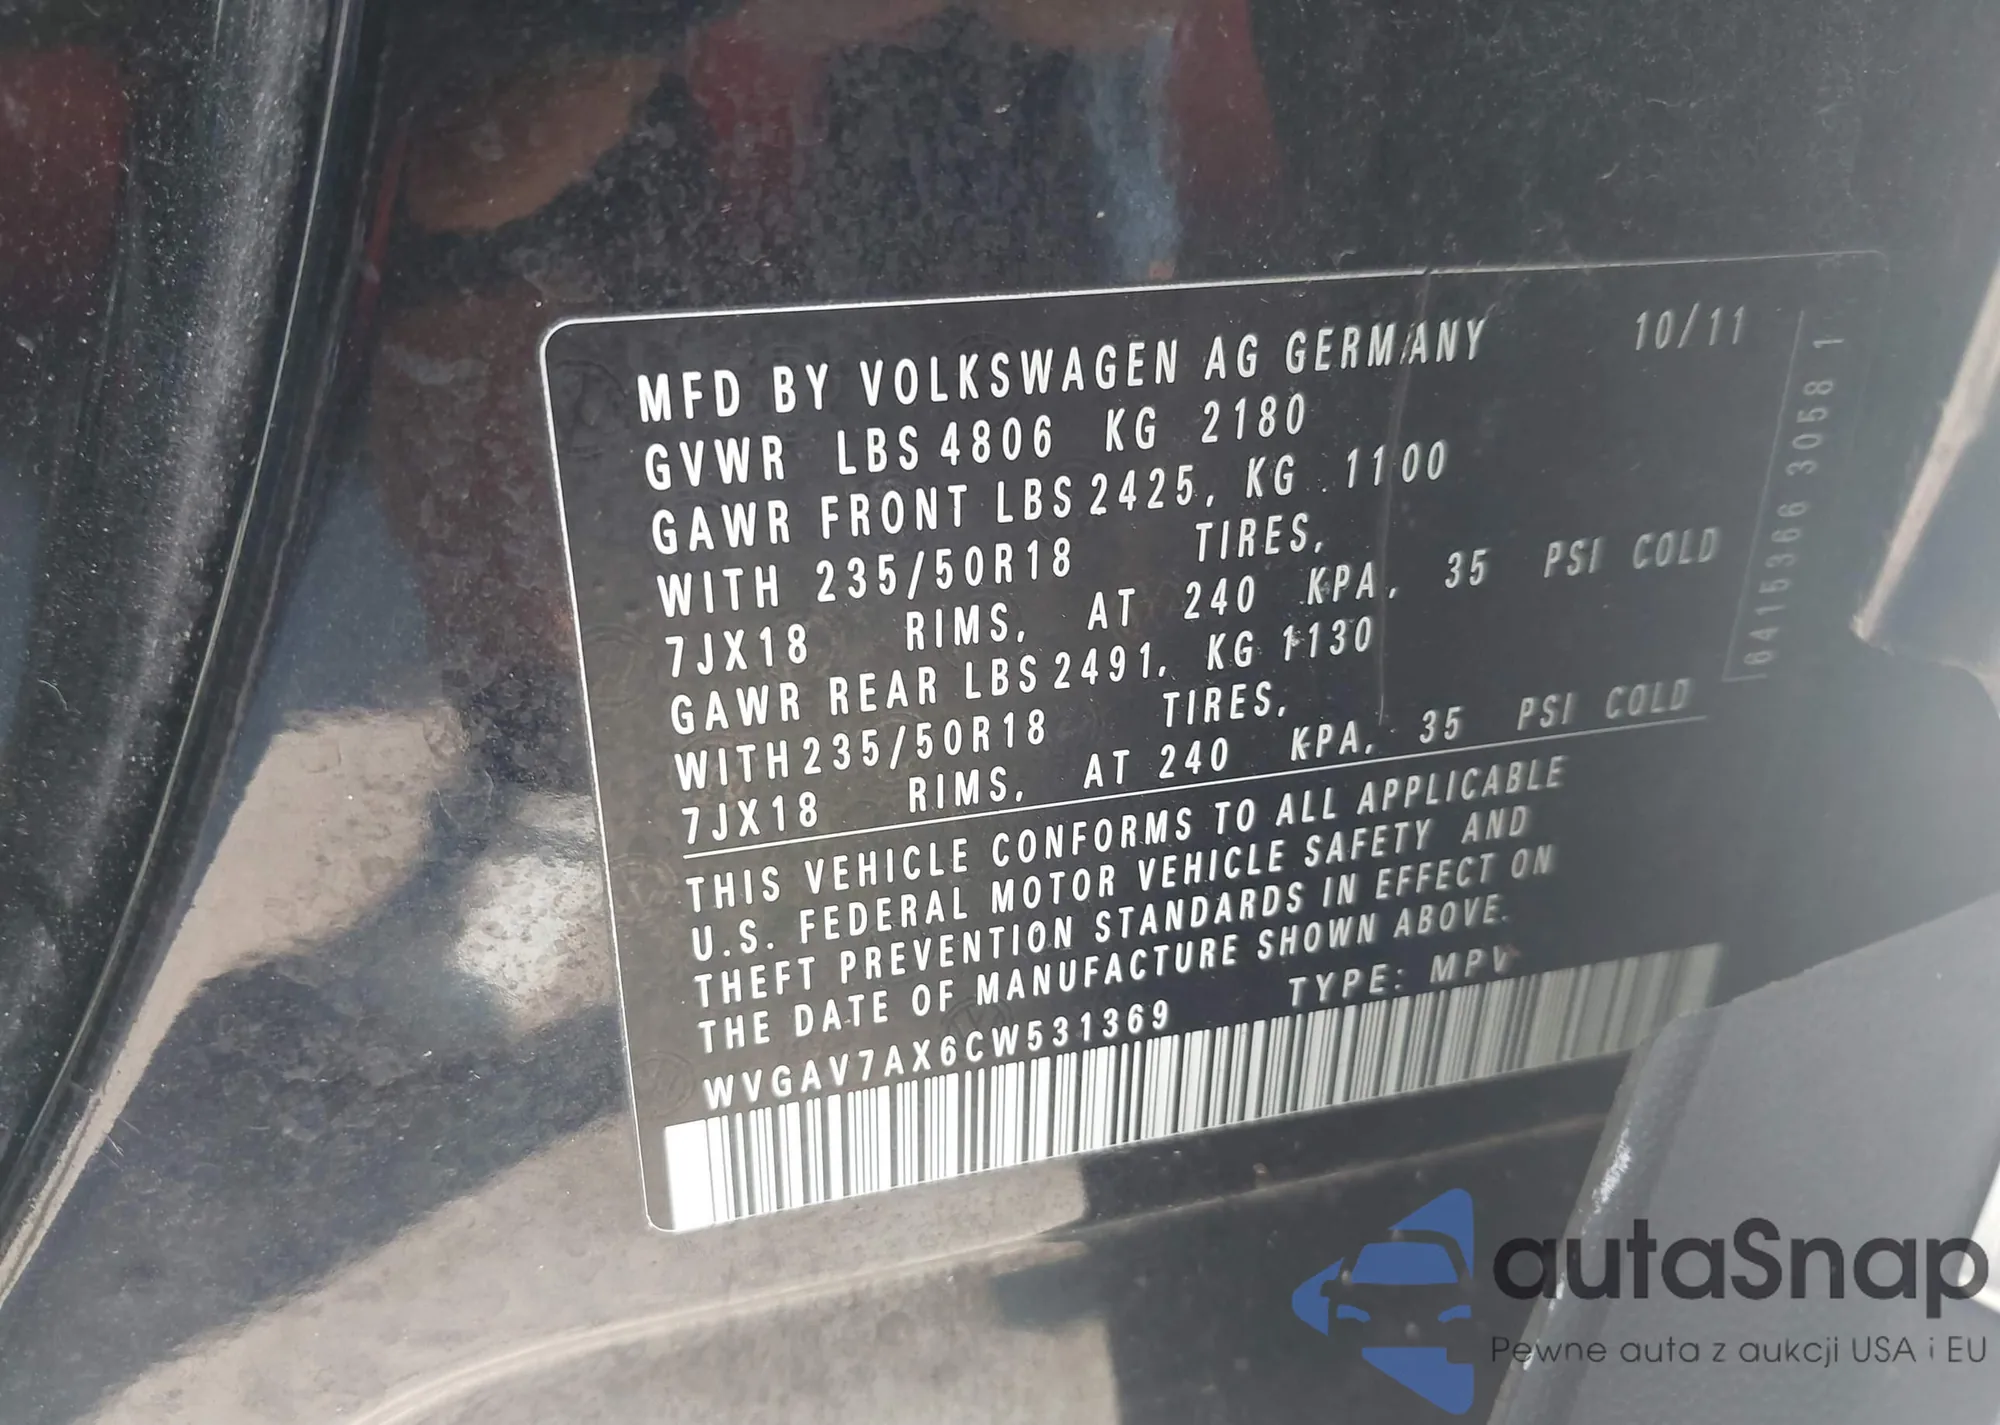 MFD BY VOLKSWAGEN AG GERMANY 10/11
GVWR LBS 4806 KG 2180
GAWR FRONT LBS 2425, KG 1100
WITH 235/50R18 TIRES,
7JX18 RIMS, AT 240 KPA, 35 PSI COLD
GAWR REAR LBS 2491, KG 1130
WITH 235/50R18 TIRES,
7JX18 RIMS, AT 240 KPA, 35 PSI COLD
THIS VEHICLE CONFORMS TO ALL APPLICABLE
U.S. FEDERAL MOTOR VEHICLE SAFETY AND
THEFT PREVENTION STANDARDS IN EFFECT ON
THE DATE OF MANUFACTURE SHOWN ABOVE.
WVGAV7AX6CW531369 TYPE: MPV
6415366 3058 1
autaSnap
Pewne auta z aukcji USA i EU